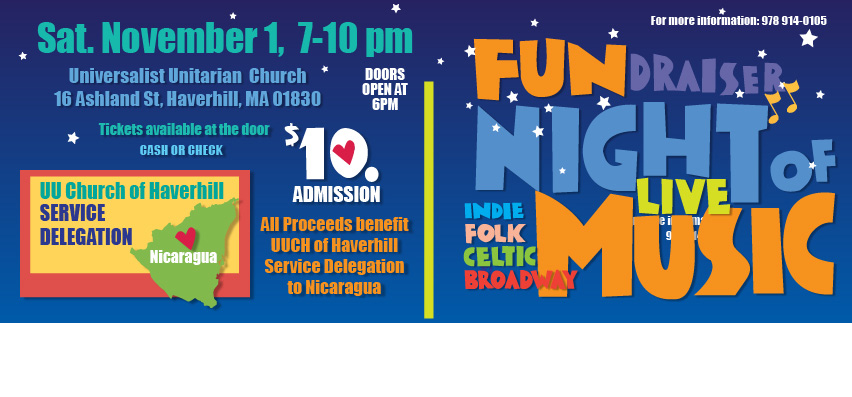 Sat. November 1, 7-10 pm
Universalist Unitarian Church
16 Ashland St, Haverhill, MA 01830
DOORS
OPEN AT
6PM
Tickets available at the door
CASH OR CHECK
$10.
ADMISSION
UU Church of Haverhill
SERVICE
DELEGATION
Nicaragua
All Proceeds benefit
UUCH of Haverhill
Service Delegation
to Nicaragua
For more information: 978 914-0105
FUNDRAISER
NIGHT OF
LIVE
MUSIC
INDIE
FOLK
CELTIC
BROADWAY